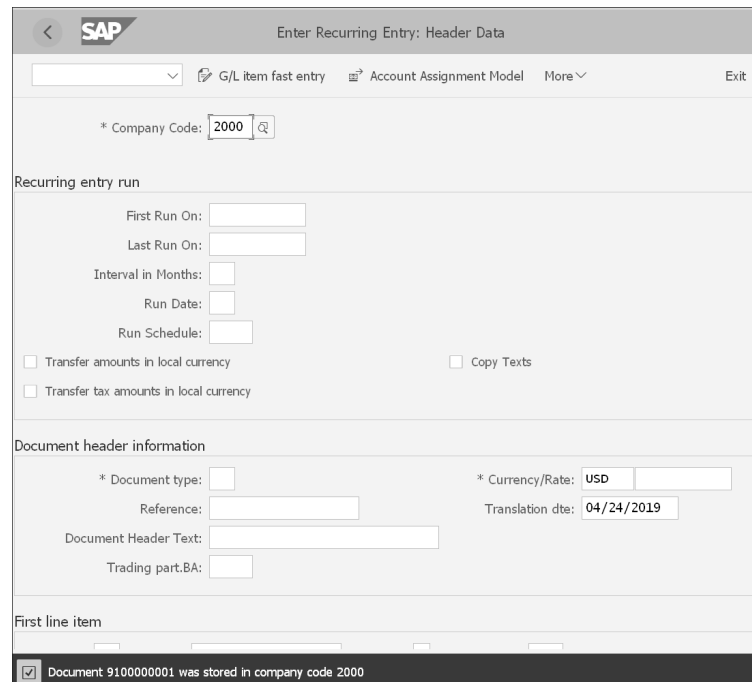 SAP Enter Recurring Entry: Header Data
G/L item fast entry Account Assignment Model More Exit
* Company Code: 2000
Recurring entry run
First Run On:
Last Run On:
Interval in Months:
Run Date:
Run Schedule:
Transfer amounts in local currency Copy Texts
Transfer tax amounts in local currency
Document header information
* Document type: * Currency/Rate: USD
Reference: Translation dte: 04/24/2019
Document Header Text:
Trading part.BA:
First line item
Document 9100000001 was stored in company code 2000